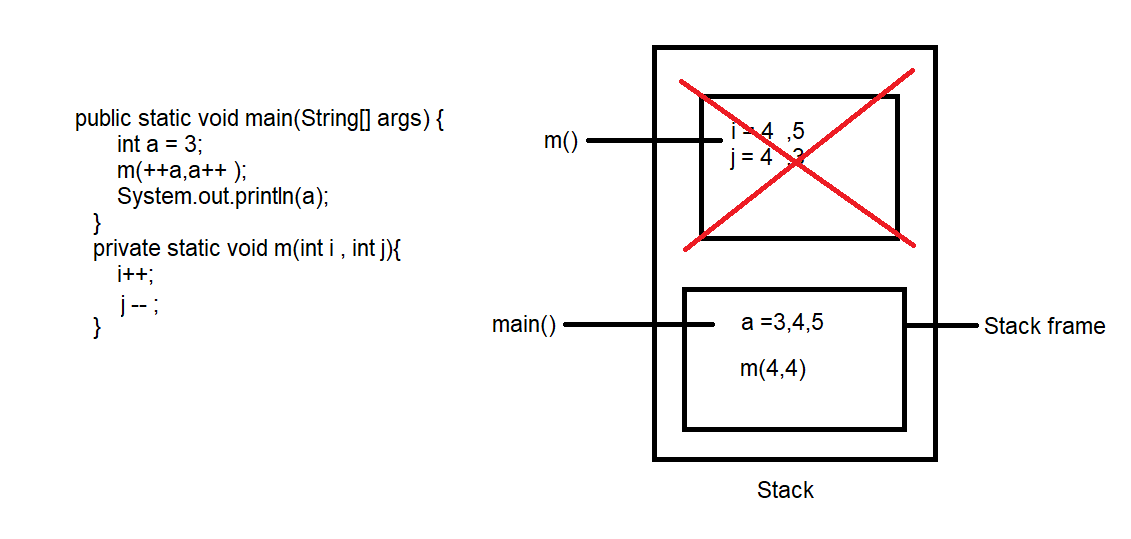 public static void main(String[] args) {
int a = 3;
m(++a,a++ );
System.out.println(a);
}
private static void m(int i , int j){
i++;
j -- ;
}
m()
i = 4 ,5
j = 4 ,3
main()
a =3,4,5
m(4,4)
Stack frame
Stack